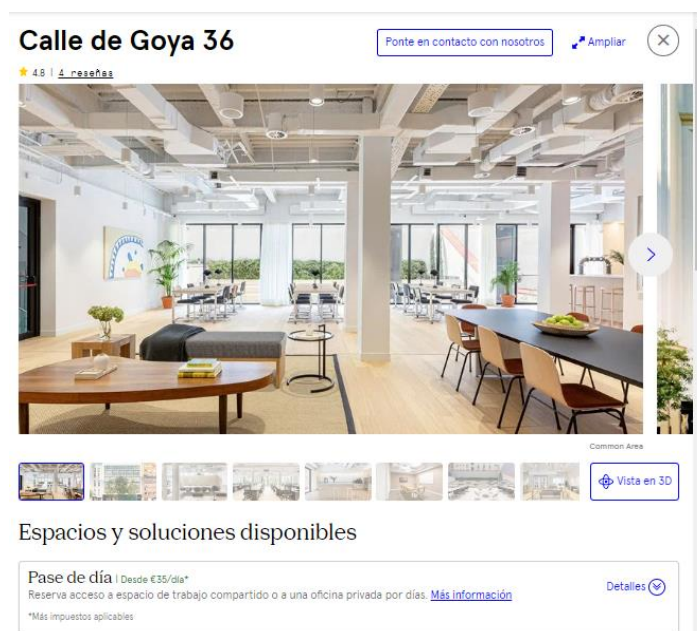 Calle de Goya 36
Ponte en contacto con nosotros
Ampliar
4.8 | 4 reseñas
Common Area
Vista en 3D
Espacios y soluciones disponibles
Pase de día | Desde €35/día*
Reserva acceso a espacio de trabajo compartido o a una oficina privada por días. Más información
Detalles
*Más impuestos aplicables